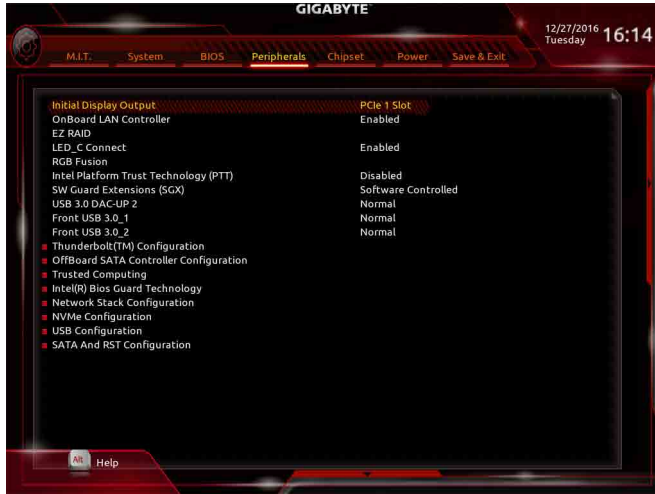 GIGABYTE
12/27/2016 16:14
Tuesday
M.I.T. System BIOS Peripherals Chipset Power Save & Exit
Initial Display Output PCIe 1 Slot
OnBoard LAN Controller Enabled
EZ RAID
LED_C Connect Enabled
RGB Fusion
Intel Platform Trust Technology (PTT) Disabled
SW Guard Extensions (SGX) Software Controlled
USB 3.0 DAC-UP 2 Normal
Front USB 3.0_1 Normal
Front USB 3.0_2 Normal
Thunderbolt(TM) Configuration
OffBoard SATA Controller Configuration
Trusted Computing
Intel(R) Bios Guard Technology
Network Stack Configuration
NVMe Configuration
USB Configuration
SATA And RST Configuration
Alt Help